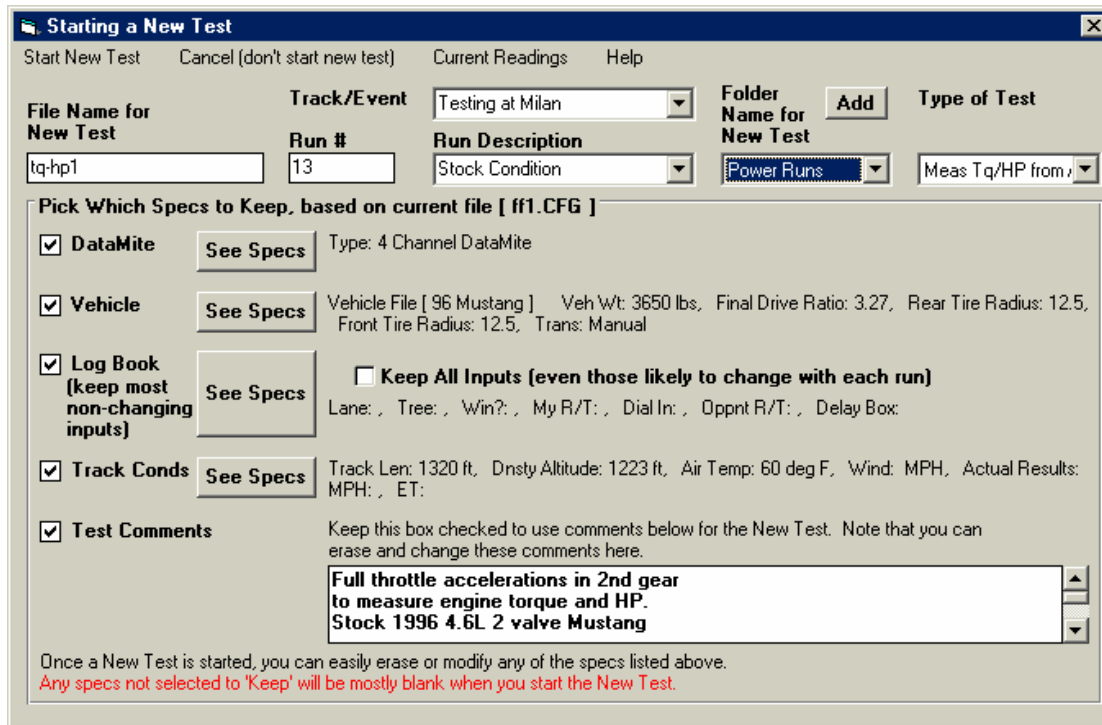 Starting a New Test
Start New Test Cancel (don't start new test) Current Readings Help
File Name for
New Test
tq-hp1
Track/Event
Testing at Milan
Run #
13
Run Description
Stock Condition
Folder
Name for
New Test
Add
Power Runs
Type of Test
Meas Tq/HP from
Pick Which Specs to Keep, based on current file [ ff1.CFG ]
DataMite
See Specs
Type: 4 Channel DataMite
Vehicle
See Specs
Vehicle File [ 96 Mustang ] Veh Wt: 3650 lbs, Final Drive Ratio: 3.27, Rear Tire Radius: 12.5,
Front Tire Radius: 12.5, Trans: Manual
Log Book
(keep most
non-changing
inputs)
See Specs
Keep All Inputs (even those likely to change with each run)
Lane: , Tree: , Win?: , My R/T: , Dial In: , Oppnt R/T: , Delay Box:
Track Conds
See Specs
Track Len: 1320 ft, Dnsty Altitude: 1223 ft, Air Temp: 60 deg F, Wind: MPH, Actual Results:
MPH: , ET:
Test Comments
Keep this box checked to use comments below for the New Test. Note that you can
erase and change these comments here.
Full throttle accelerations in 2nd gear
to measure engine torque and HP.
Stock 1996 4.6L 2 valve Mustang
Once a New Test is started, you can easily erase or modify any of the specs listed above.
Any specs not selected to 'Keep' will be mostly blank when you start the New Test.